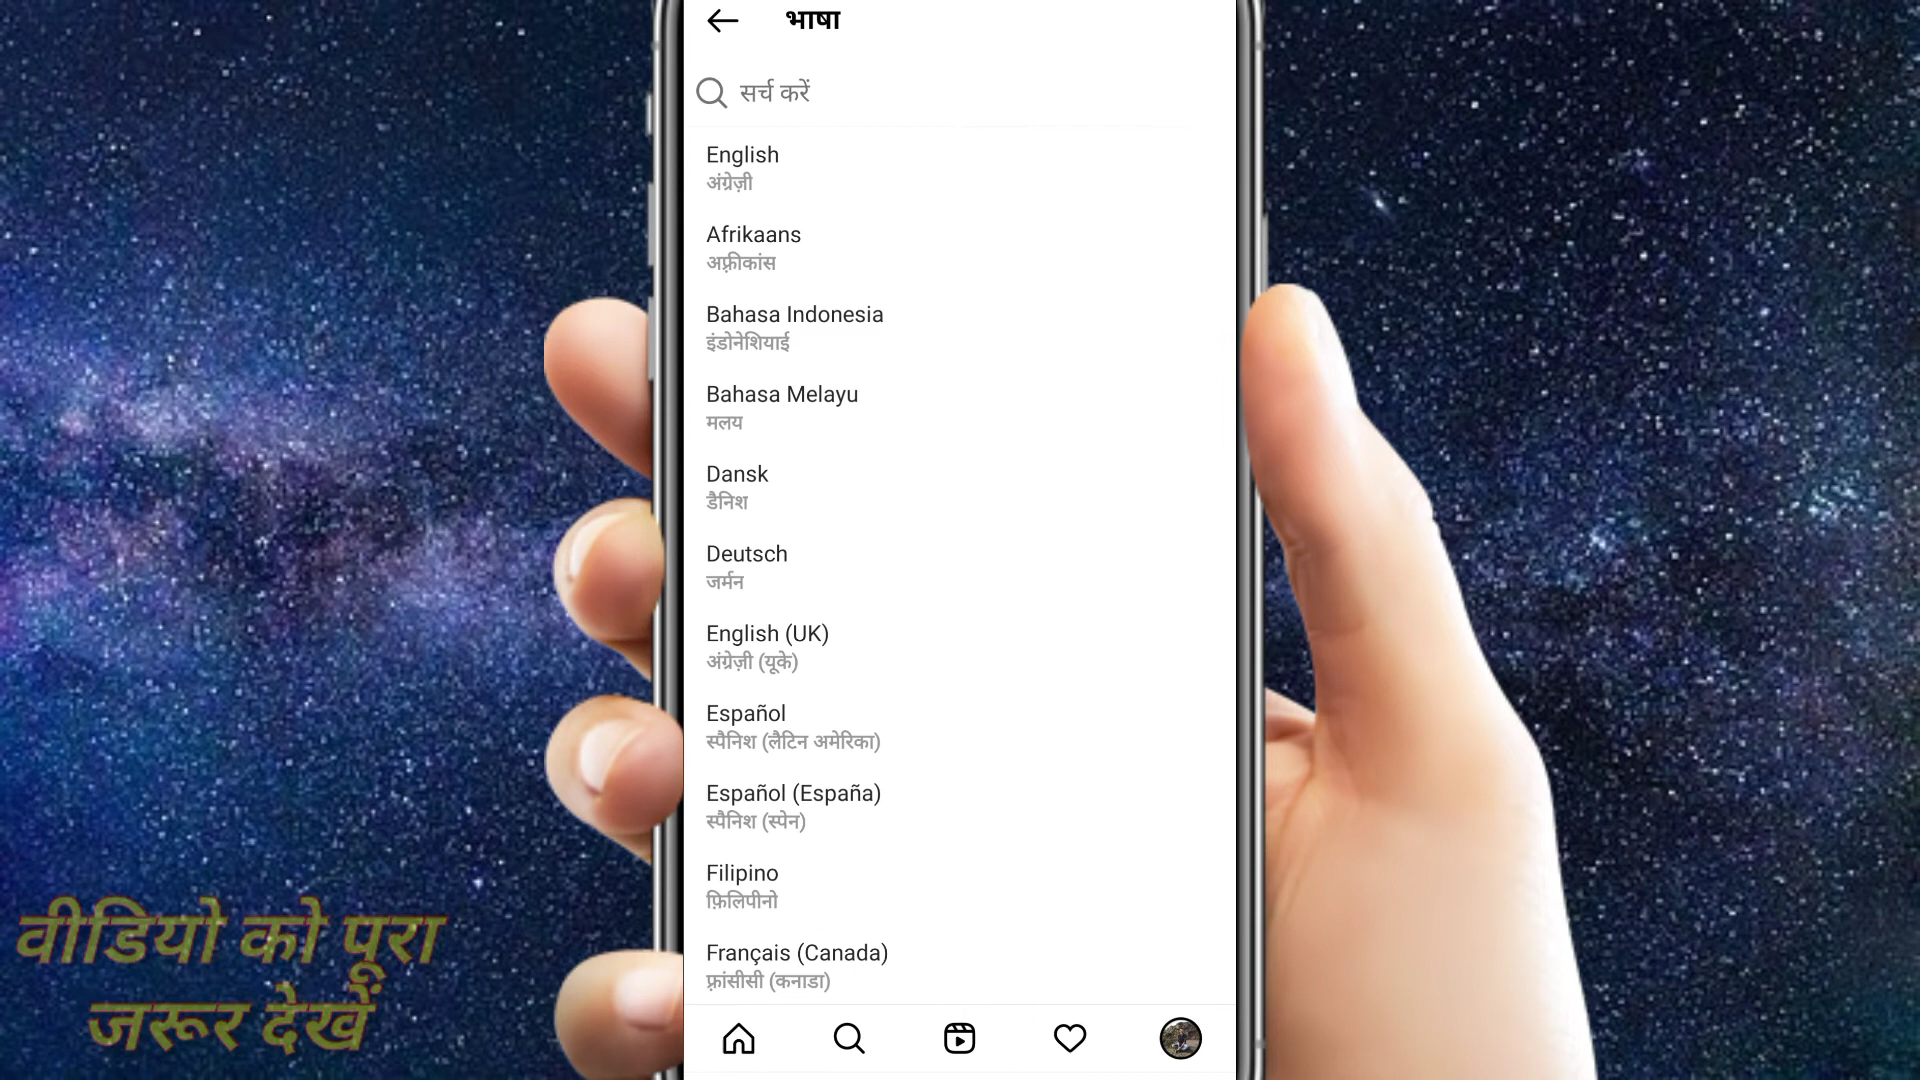 भाषा
सर्च करें
English
अंग्रेज़ी
Afrikaans
अफ़्रीकांस
Bahasa Indonesia
इंडोनेशियाई
Bahasa Melayu
मलय
Dansk
डैनिश
Deutsch
जर्मन
English (UK)
अंग्रेज़ी (यूके)
Español
स्पैनिश (लैटिन अमेरिका)
Español (España)
स्पैनिश (स्पेन)
Filipino
फ़िलिपीनो
Français (Canada)
फ़्रांसीसी (कनाडा)
वीडियो को पूरा
जरूर देखें